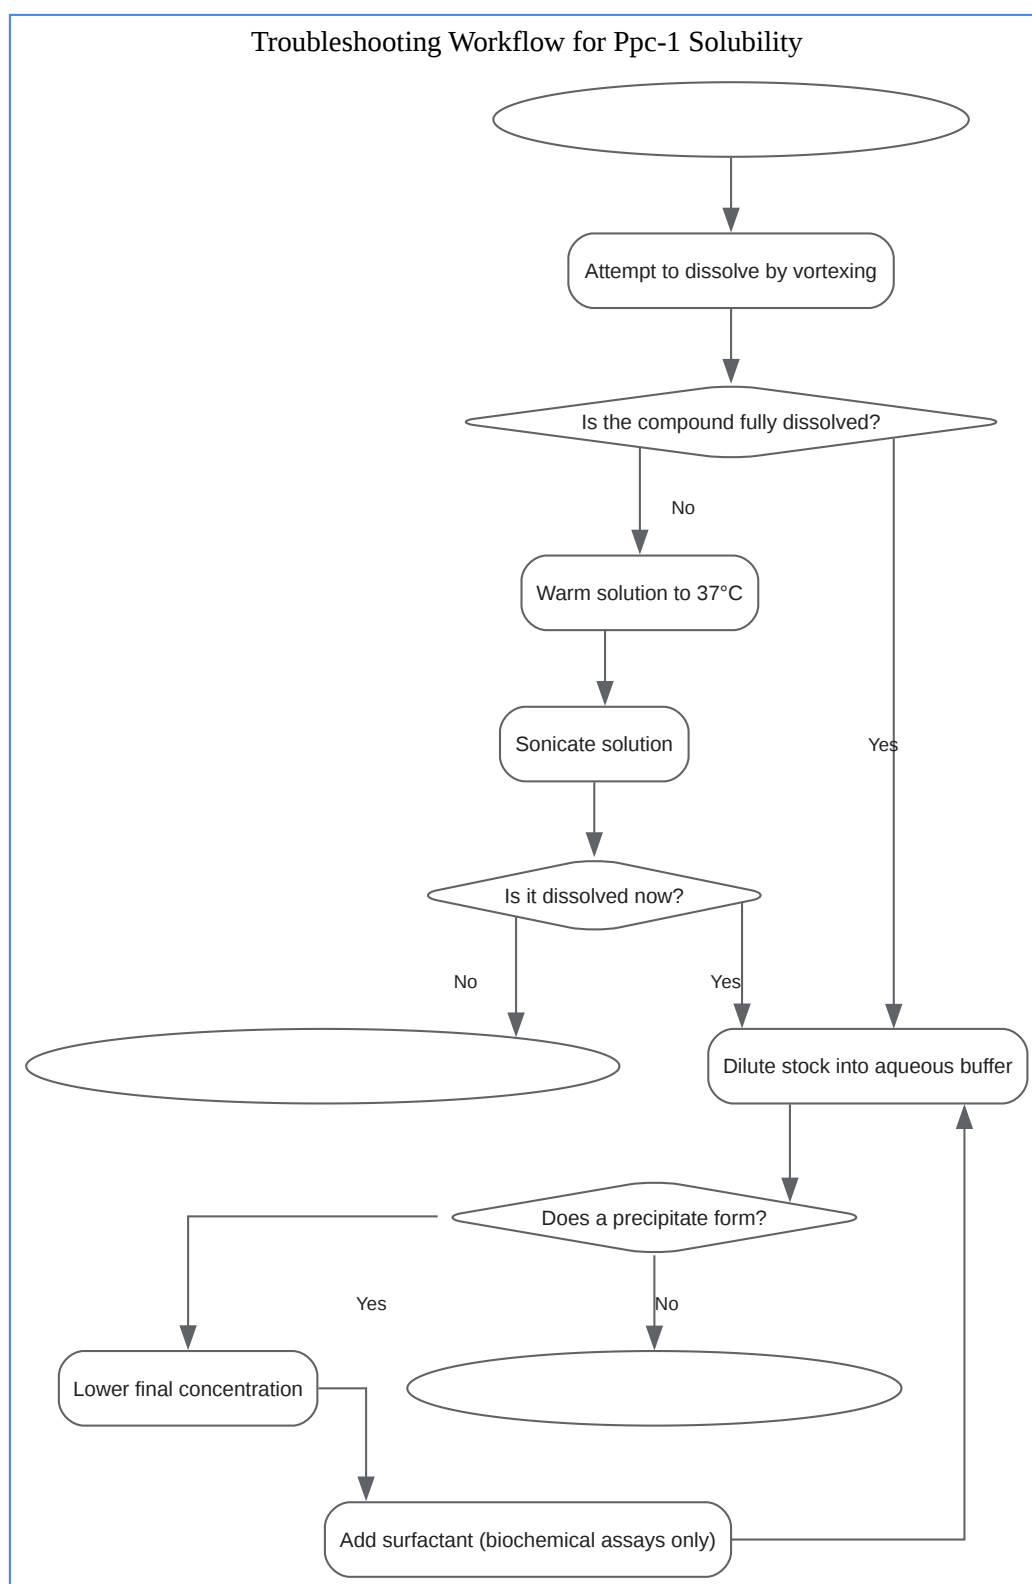 Troubleshooting Workflow for Ppc-1 Solubility
Attempt to dissolve by vortexing
Is the compound fully dissolved?
No
Warm solution to 37°C
Sonicate solution
Yes
Is it dissolved now?
No
Yes
Dilute stock into aqueous buffer
Does a precipitate form?
Yes
No
Lower final concentration
Add surfactant (biochemical assays only)